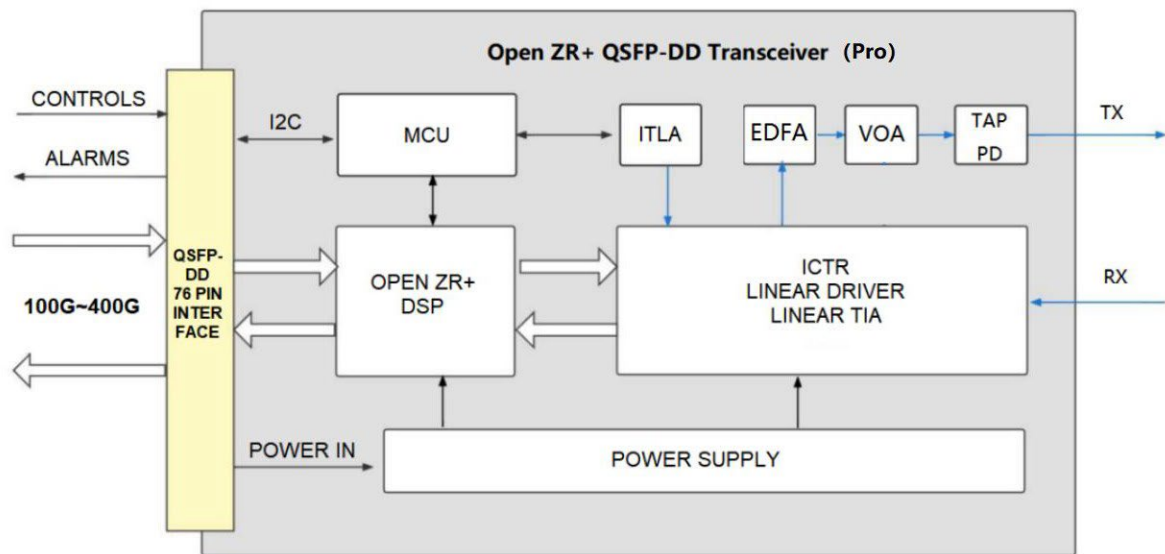 Open ZR+ QSFP-DD Transceiver（Pro）
CONTROLS
ALARMS
100G~400G
QSFP-
DD
76 PIN
INTER
FACE
I2C
MCU
ITLA
EDFA
VOA
TAP
PD
TX
OPEN ZR+
DSP
ICTR
LINEAR DRIVER
LINEAR TIA
RX
POWER IN
POWER SUPPLY